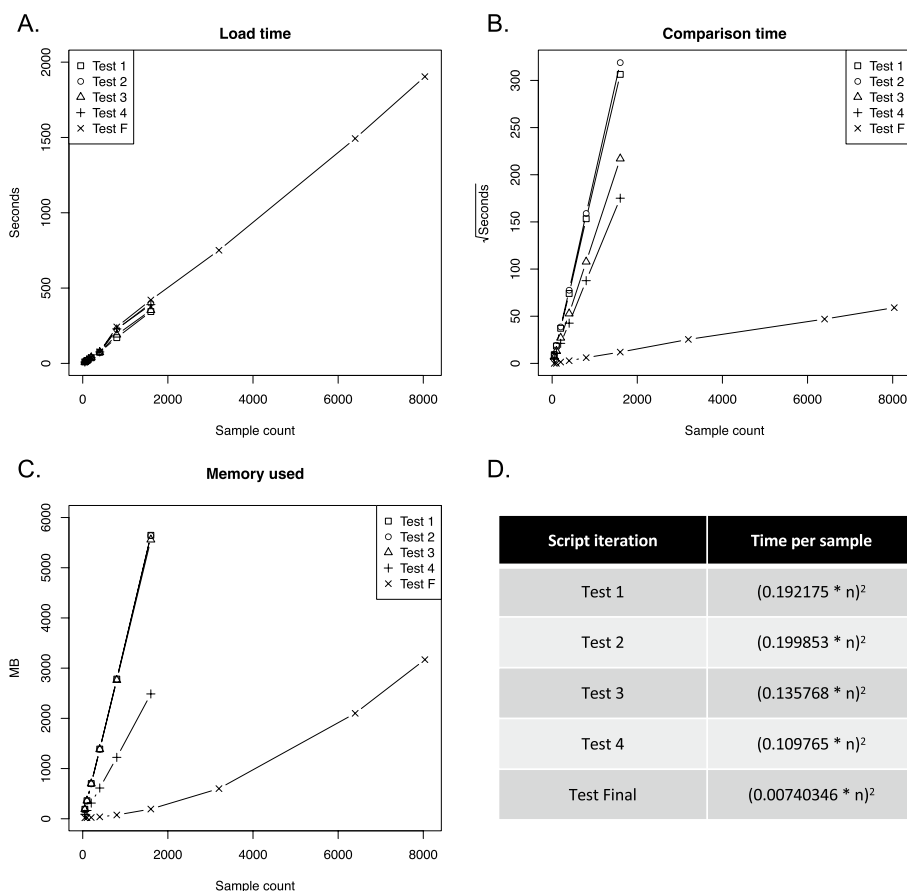 A.
Load time
Seconds
0
500
1000
1500
2000
Test 1
Test 2
Test 3
Test 4
Test F
0
2000
4000
6000
8000
Sample count
B.
Comparison time
√Seconds
0
50
100
150
200
250
300
Test 1
Test 2
Test 3
Test 4
Test F
0
2000
4000
6000
8000
Sample count
C.
Memory used
MB
0
1000
2000
3000
4000
5000
6000
Test 1
Test 2
Test 3
Test 4
Test F
0
2000
4000
6000
8000
Sample count
D.
Script iteration Time per sample
Test 1 (0.192175 * n)²
Test 2 (0.199853 * n)²
Test 3 (0.135768 * n)²
Test 4 (0.109765 * n)²
Test Final (0.00740346 * n)²